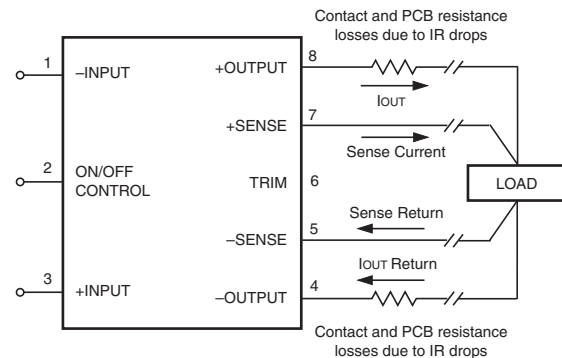 Contact and PCB resistance
losses due to IR drops
1
–INPUT
+OUTPUT
8
IOUT
7
+SENSE
Sense Current
2
ON/OFF
CONTROL
TRIM
6
LOAD
Sense Return
5
–SENSE
IOUT Return
3
+INPUT
4
–OUTPUT
Contact and PCB resistance
losses due to IR drops